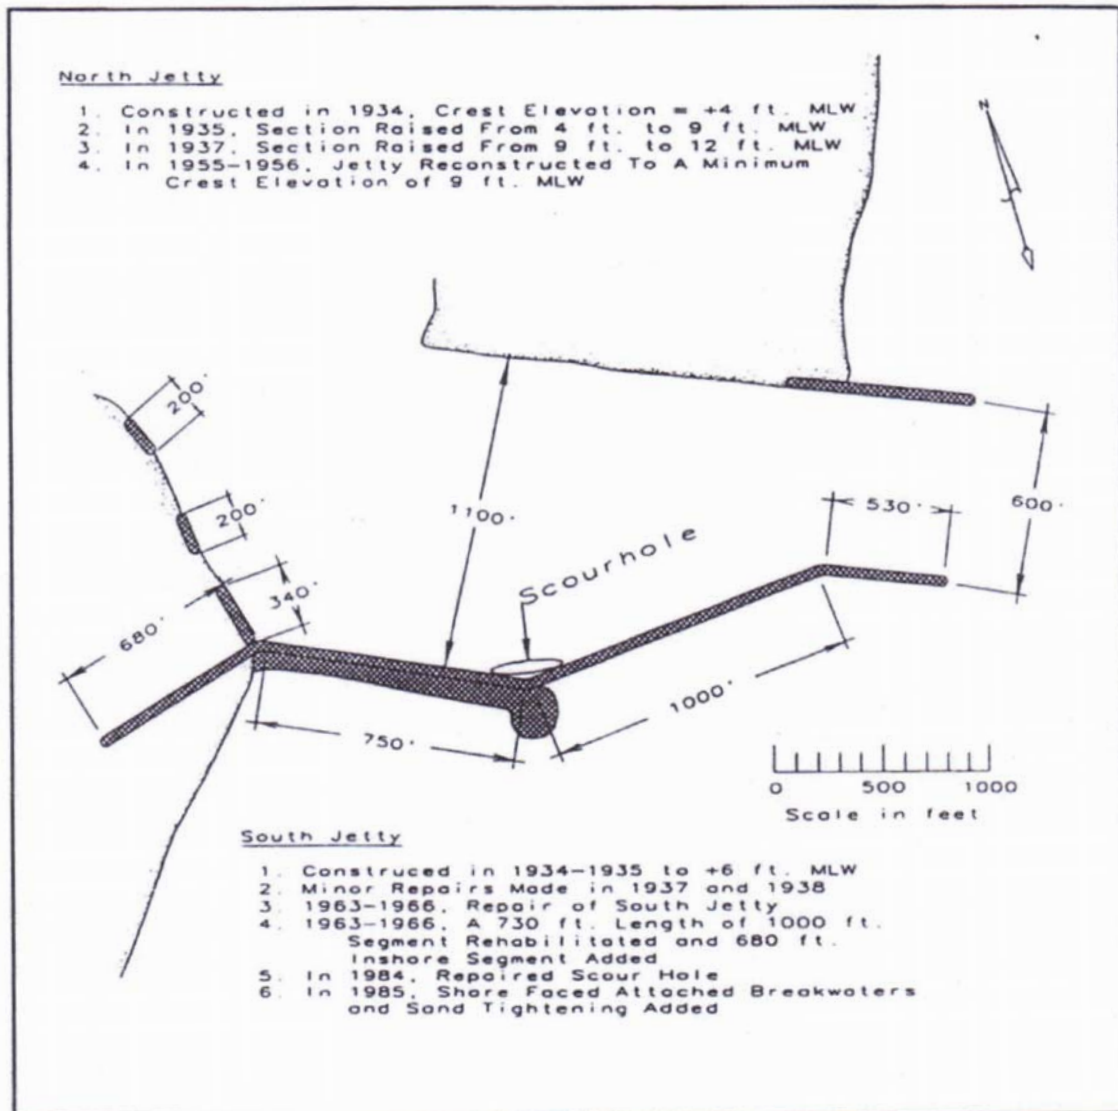 North Jetty
1. Constructed in 1934, Crest Elevation = +4 ft. MLW
2. In 1935, Section Raised From 4 ft. to 9 ft. MLW
3. In 1937, Section Raised From 9 ft. to 12 ft. MLW
4. In 1955-1956, Jetty Reconstructed To A Minimum
Crest Elevation of 9 ft. MLW
N
200'
200'
340'
680'
1100'
Scourhole
530'
600'
1000'
750'
0 500 1000
Scale in feet
South Jetty
1. Construced in 1934-1935 to +6 ft. MLW
2. Minor Repairs Made in 1937 and 1938
3. 1963-1966, Repair of South Jetty
4. 1963-1966, A 730 ft. Length of 1000 ft.
Segment Rehabilitated and 680 ft.
Inshore Segment Added
5. In 1984, Repaired Scour Hole
6. In 1985, Shore Faced Attached Breakwaters
and Sand Tightening Added